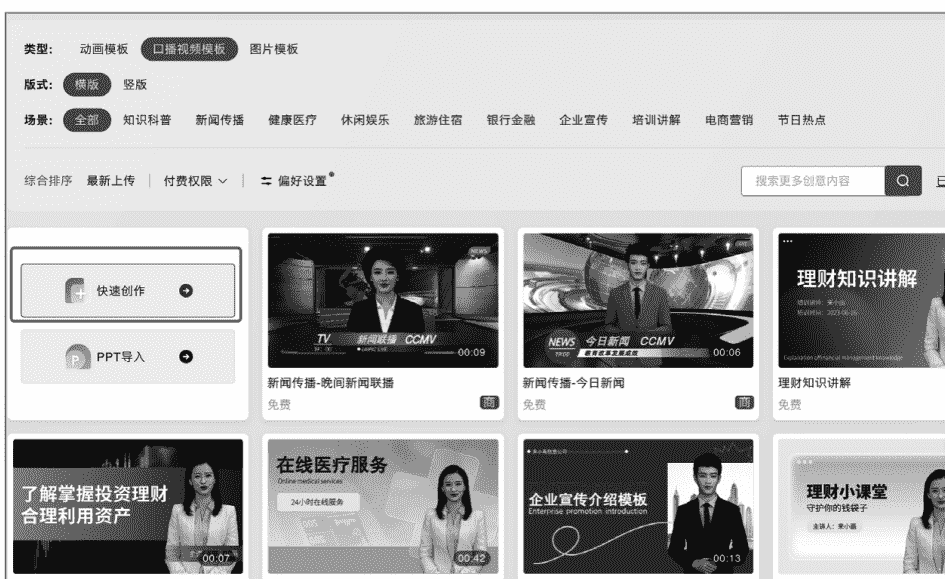 类型： 动画模板 口播视频模板 图片模板
版式： 横版 竖版
场景： 全部 知识科普 新闻传播 健康医疗 休闲娱乐 旅游住宿 银行金融 企业宣传 培训讲解 电商营销 节日热点
综合排序 最新上传 付费权限 偏好设置
搜索更多创意内容
快速创作
PPT导入
NEWS
TV 新闻联播 CCMV
00:09
新闻传播-晚间新闻联播
免费 商
NEWS 今日新闻 CCMV
00:06
新闻传播-今日新闻
免费 商
理财知识讲解
Explanation offinancial management knowledge
理财知识讲解
免费
了解掌握投资理财
合理利用资产
00:07
在线医疗服务
Online medical services
24小时在线服务
00:42
企业宣传介绍模板
Enterprise promotion introduction
00:13
理财小课堂
守护你的钱袋子